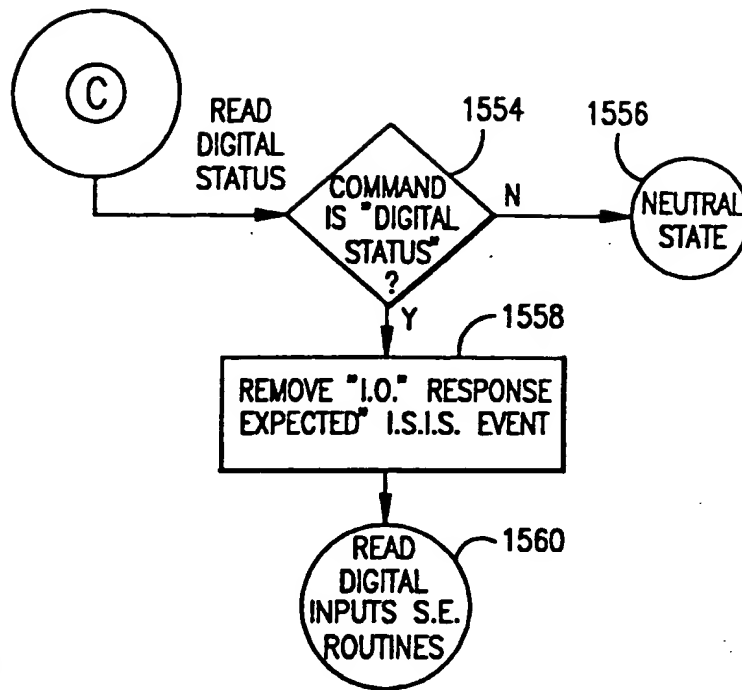 C
READ
DIGITAL
STATUS
1554
1556
COMMAND
IS "DIGITAL
STATUS"
?
N
NEUTRAL
STATE
Y
1558
REMOVE "I.O." RESPONSE
EXPECTED" I.S.I.S. EVENT
1560
READ
DIGITAL
INPUTS S.E.
ROUTINES